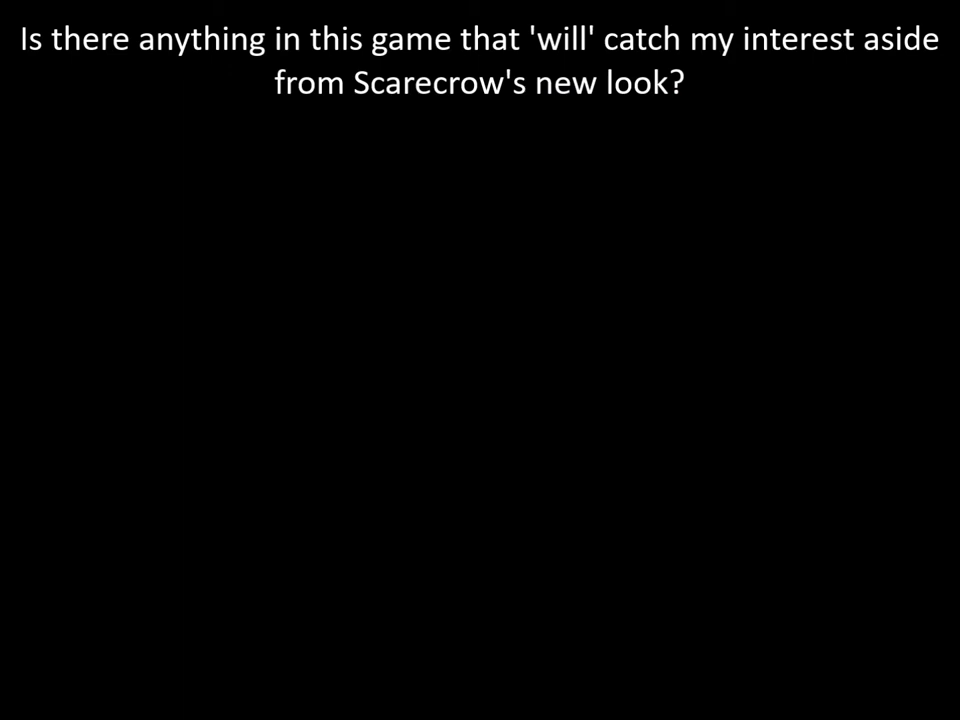 Is there anything in this game that 'will' catch my interest aside
from Scarecrow's new look?